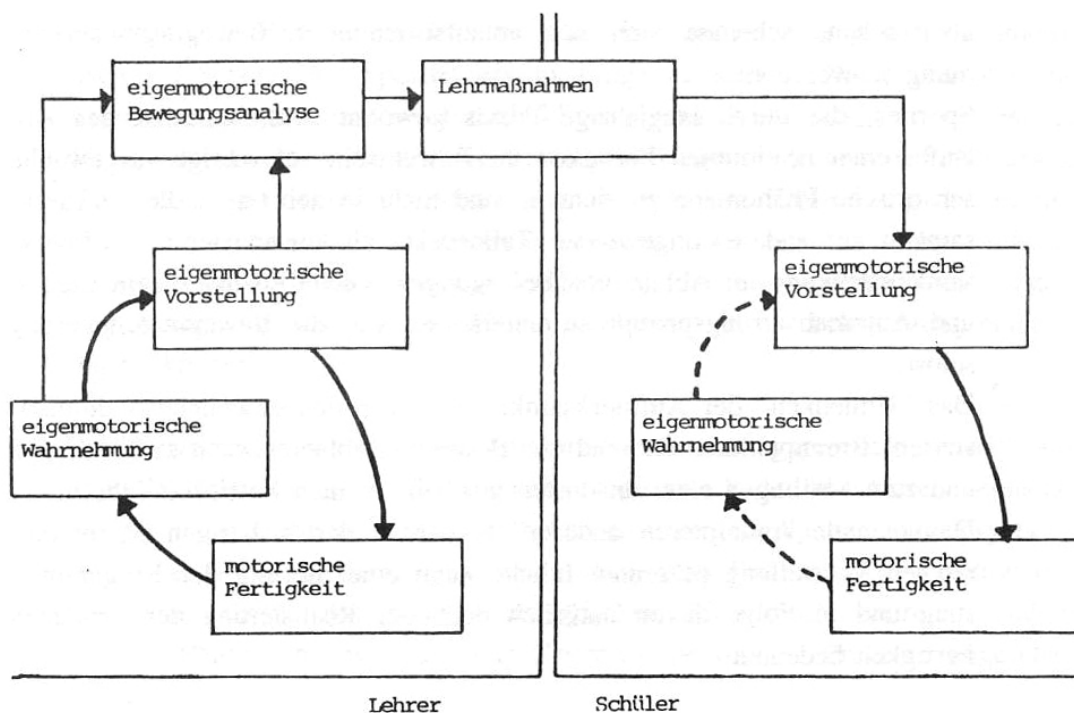 eigenmotorische
Bewegungsanalyse
Lehrmaßnahmen
eigenmotorische
Vorstellung
eigenmotorische
Wahrnehmung
motorische
Fertigkeit
eigenmotorische
Vorstellung
eigenmotorische
Wahrnehmung
motorische
Fertigkeit
Lehrer
Schüler